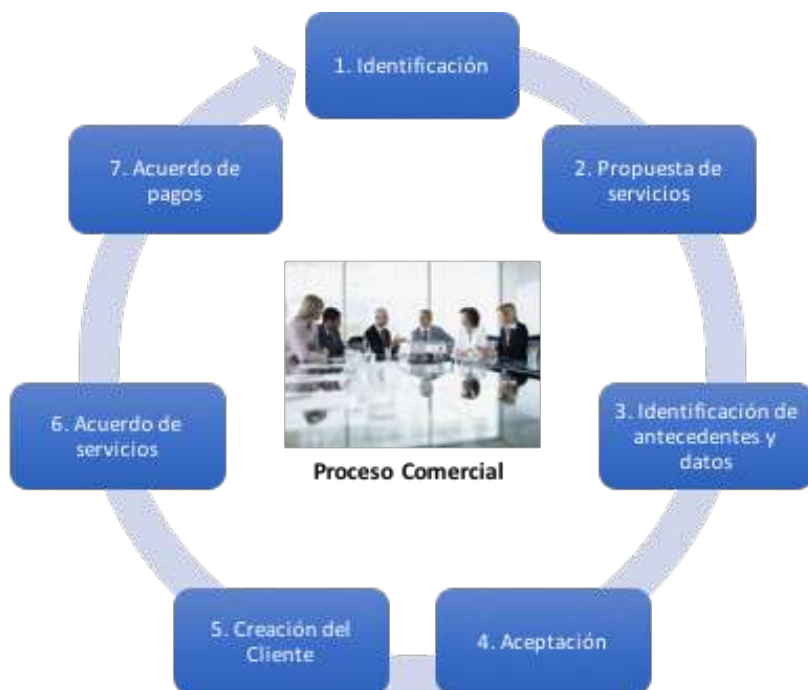 1. Identificación
2. Propuesta de
servicios
3. Identificación de
antecedentes y
datos
4. Aceptación
5. Creación del
Cliente
6. Acuerdo de
servicios
7. Acuerdo de
pagos
Proceso Comercial